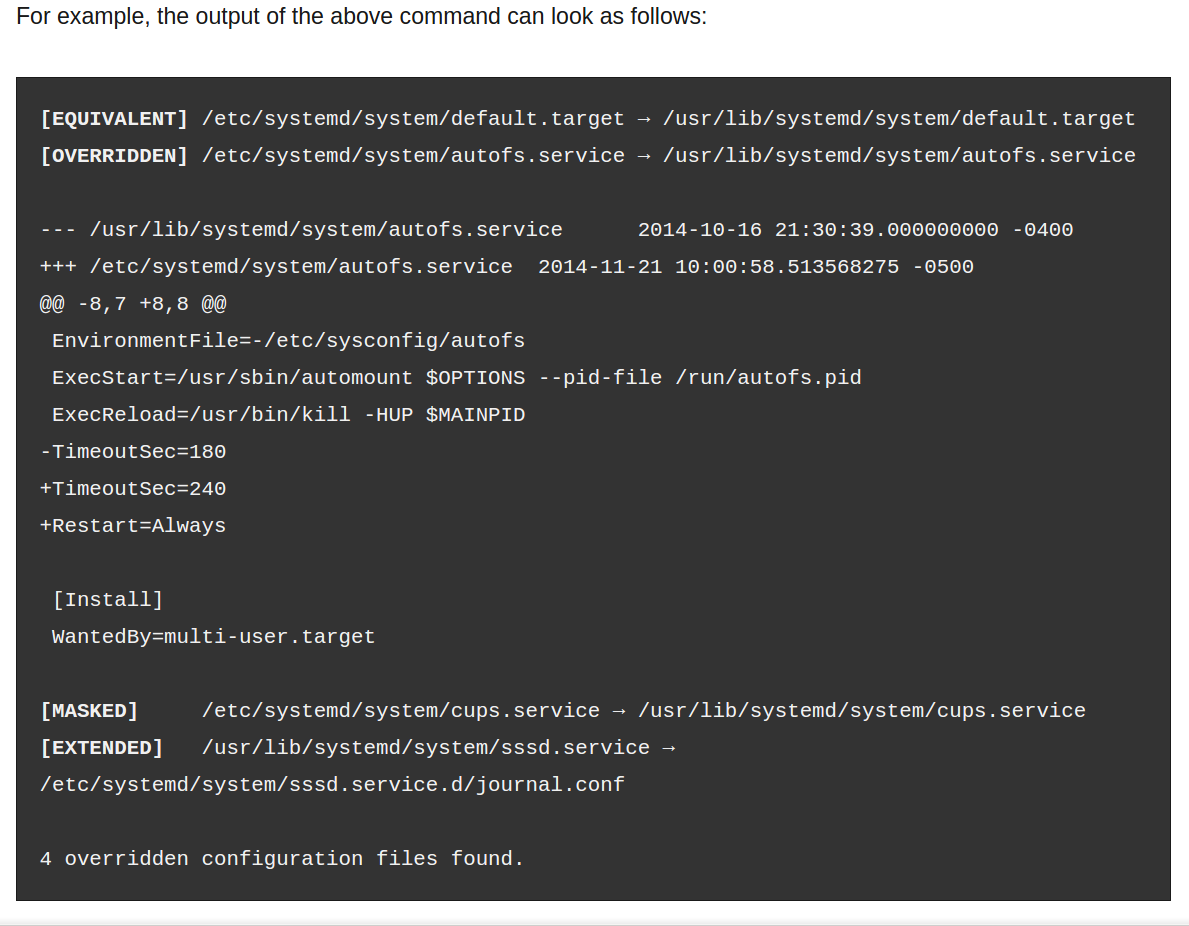 For example, the output of the above command can look as follows:
[EQUIVALENT] /etc/systemd/system/default.target → /usr/lib/systemd/system/default.target
[OVERRIDDEN] /etc/systemd/system/autofs.service → /usr/lib/systemd/system/autofs.service
--- /usr/lib/systemd/system/autofs.service      2014-10-16 21:30:39.000000000 -0400
+++ /etc/systemd/system/autofs.service  2014-11-21 10:00:58.513568275 -0500
@@ -8,7 +8,8 @@
 EnvironmentFile=-/etc/sysconfig/autofs
 ExecStart=/usr/sbin/automount $OPTIONS --pid-file /run/autofs.pid
 ExecReload=/usr/bin/kill -HUP $MAINPID
-TimeoutSec=180
+TimeoutSec=240
+Restart=Always
 [Install]
 WantedBy=multi-user.target
[MASKED]     /etc/systemd/system/cups.service → /usr/lib/systemd/system/cups.service
[EXTENDED]   /usr/lib/systemd/system/sssd.service →
/etc/systemd/system/sssd.service.d/journal.conf
4 overridden configuration files found.